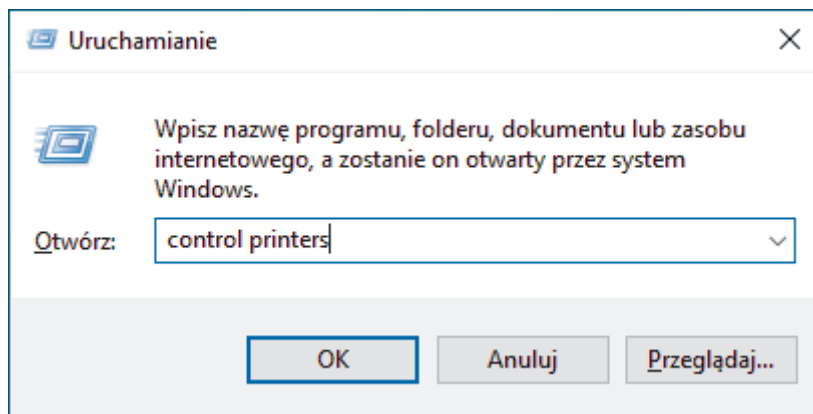 Uruchamianie
Wpisz nazwę programu, folderu, dokumentu lub zasobu
internetowego, a zostanie on otwarty przez system
Windows.
Otwórz: control printers
OK Anuluj Przeglądaj...